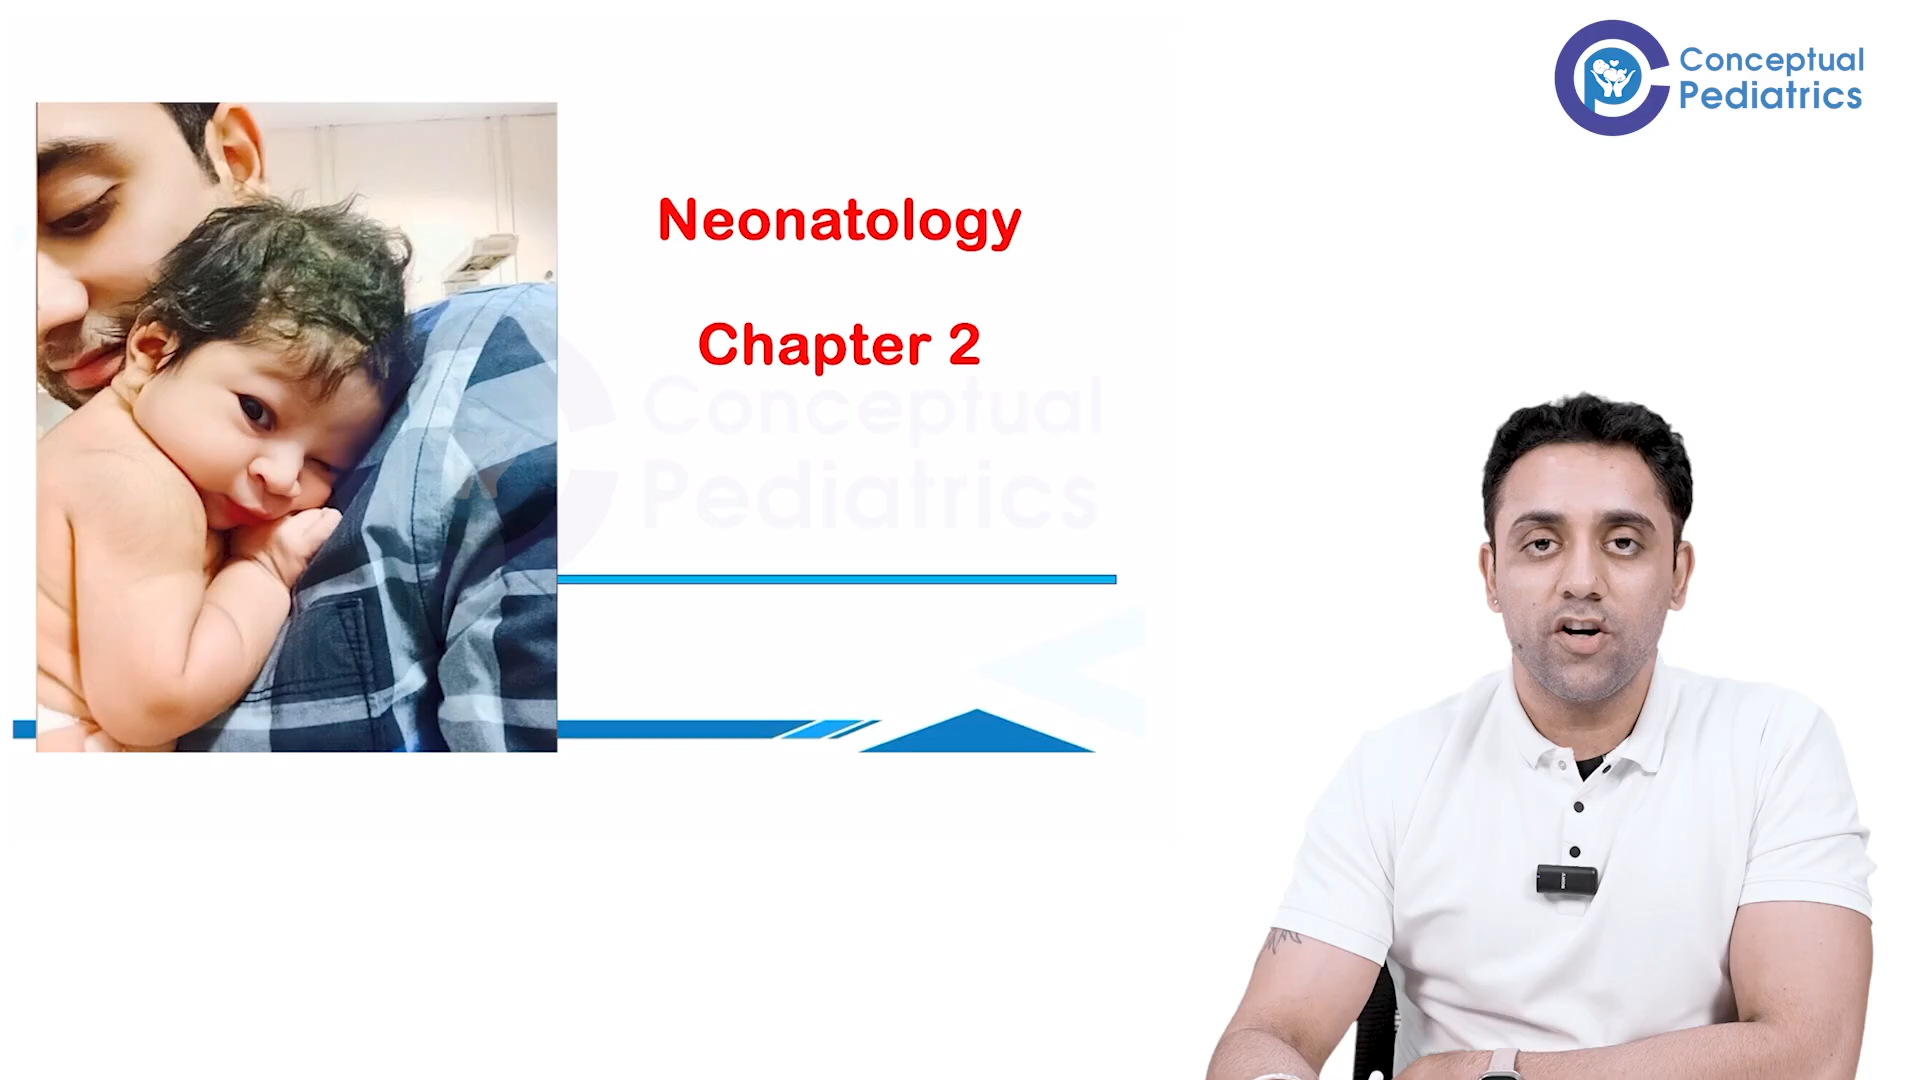 Conceptual
Pediatrics
Neonatology
Chapter 2
Conceptual
Pediatrics